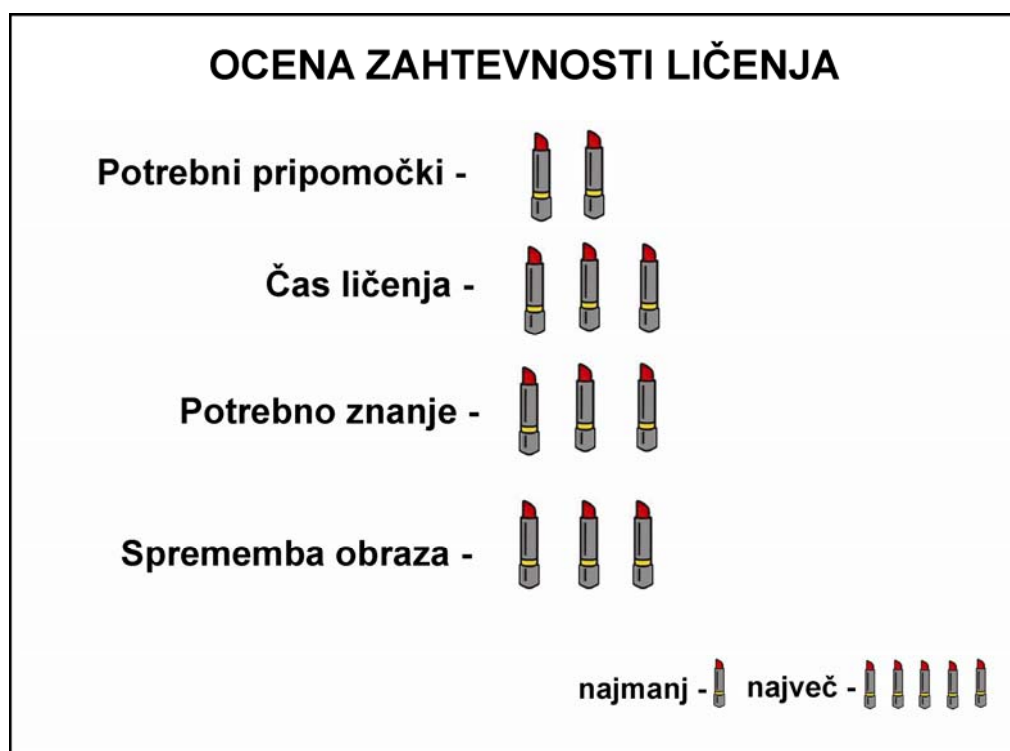 OCENA ZAHTEVNOSTI LIČENJA
Potrebni pripomočki -
Čas ličenja -
Potrebno znanje -
Sprememba obraza -
najmanj - največ -